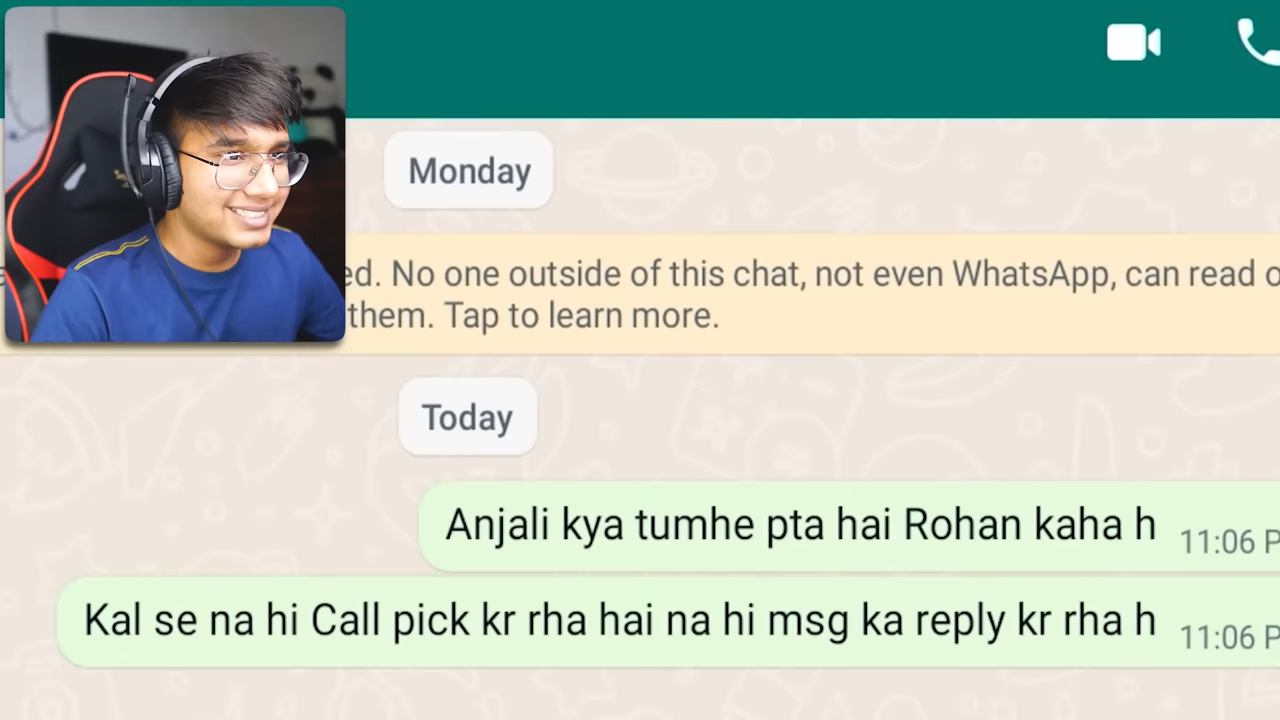 Monday
ed. No one outside of this chat, not even WhatsApp, can read o
them. Tap to learn more.
Today
Anjali kya tumhe pta hai Rohan kaha h
11:06 P
Kal se na hi Call pick kr rha hai na hi msg ka reply kr rha h
11:06 P